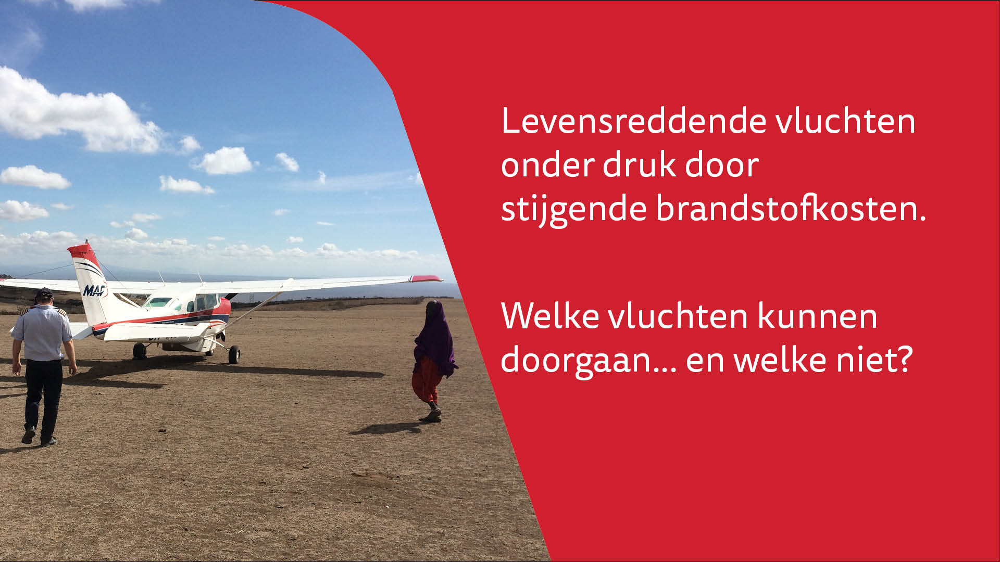 MAF
Levensreddende vluchten
onder druk door
stijgende brandstofkosten.
Welke vluchten kunnen
doorgaan... en welke niet?